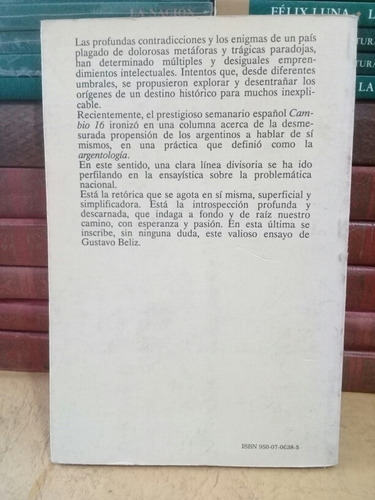 LA NACION
FÉLIX LUNA
Las profundas contradicciones y los enigmas de un país
plagado de dolorosas metáforas y trágicas paradojas,
han determinado múltiples y desiguales empren-
dimientos intelectuales. Intentos que, desde diferentes
umbrales, se propusieron explorar y desentrañar los
orígenes de un destino histórico para muchos inexpli-
cable.
Recientemente, el prestigioso semanario español Cam-
bio 16 ironizó en una columna acerca de la desme-
surada propensión de los argentinos a hablar de sí
mismos, en una práctica que definió como la
argentología.
En este sentido, una clara línea divisoria se ha ido
perfilando en la ensayística sobre la problemática
nacional.
Está la retórica que se agota en sí misma, superficial y
simplificadora. Está la introspección profunda y
descarnada, que indaga a fondo y de raíz nuestro
camino, con esperanza y pasión. En esta última se
inscribe, sin ninguna duda, este valioso ensayo de
Gustavo Beliz.
ISBN 950-07-0638-5